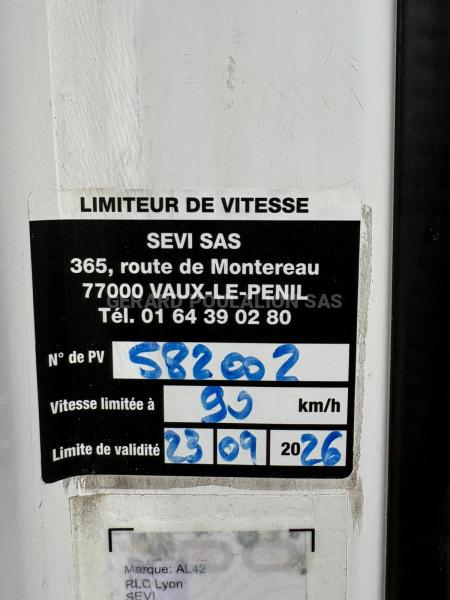 LIMITEUR DE VITESSE
SEVI SAS
365, route de Montereau
77000 VAUX-LE-PENIL
GERARD POULALION SAS
Tél. 01 64 39 02 80
N° de PV 582002
Vitesse limitée à 90 km/h
Limite de validité 23 09 2026
Marque: AL42
RLC Lyon
SEVI